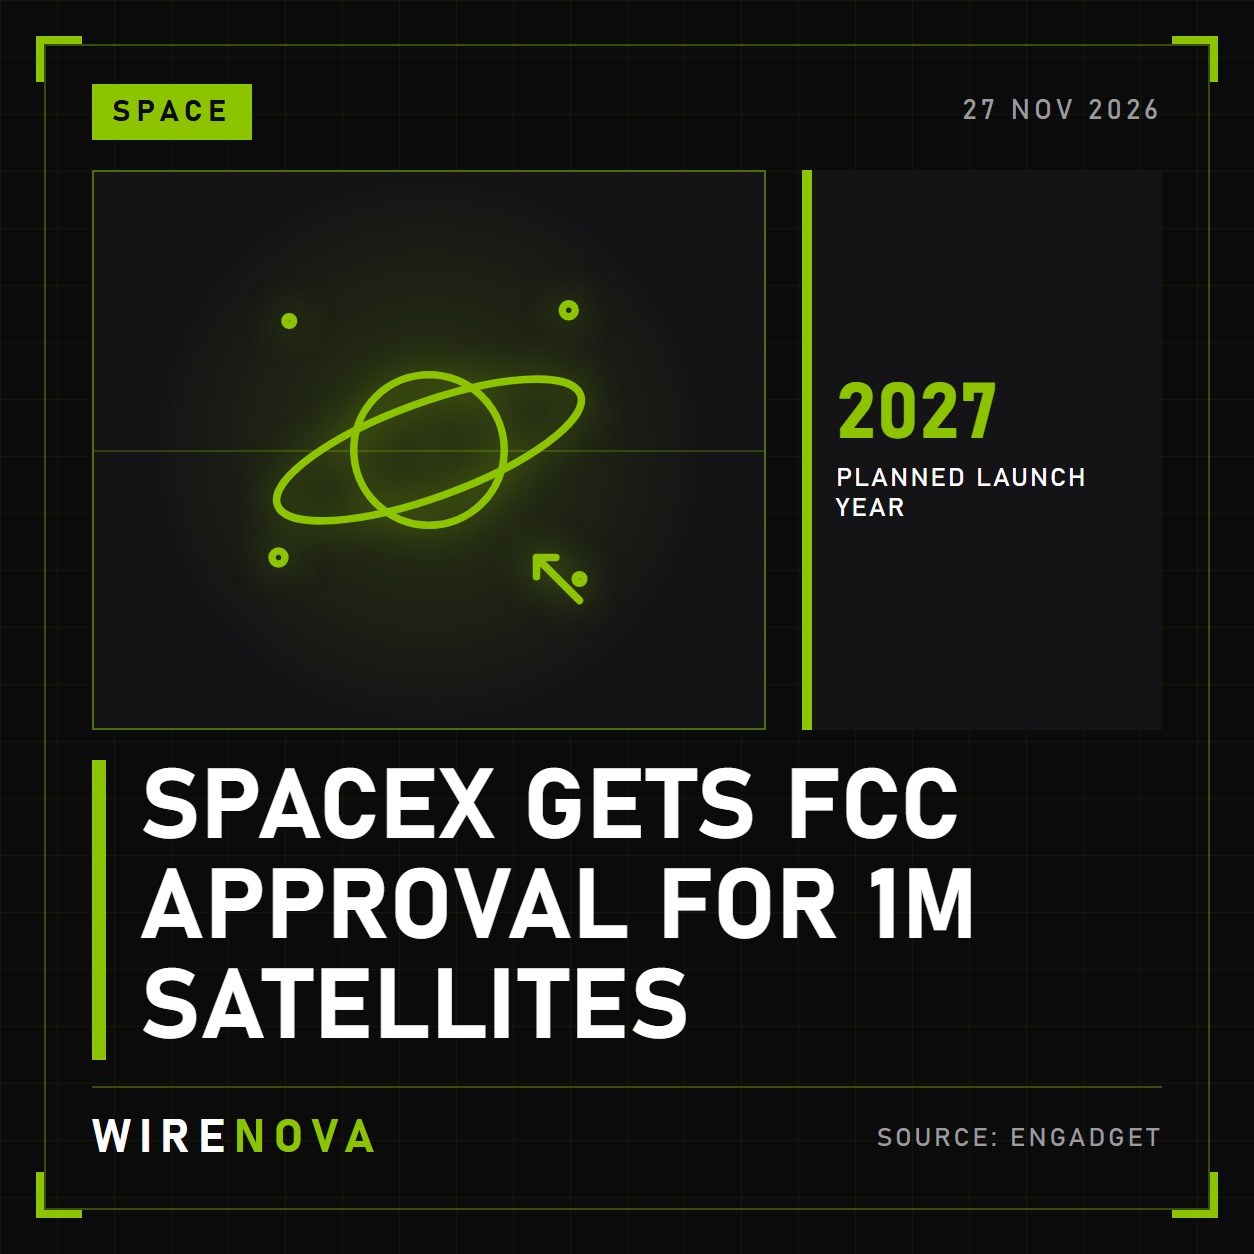 SPACE
27 NOV 2026
2027
PLANNED LAUNCH
YEAR
SPACEX GETS FCC
APPROVAL FOR 1M
SATELLITES
WIRENOVA
SOURCE: ENGADGET